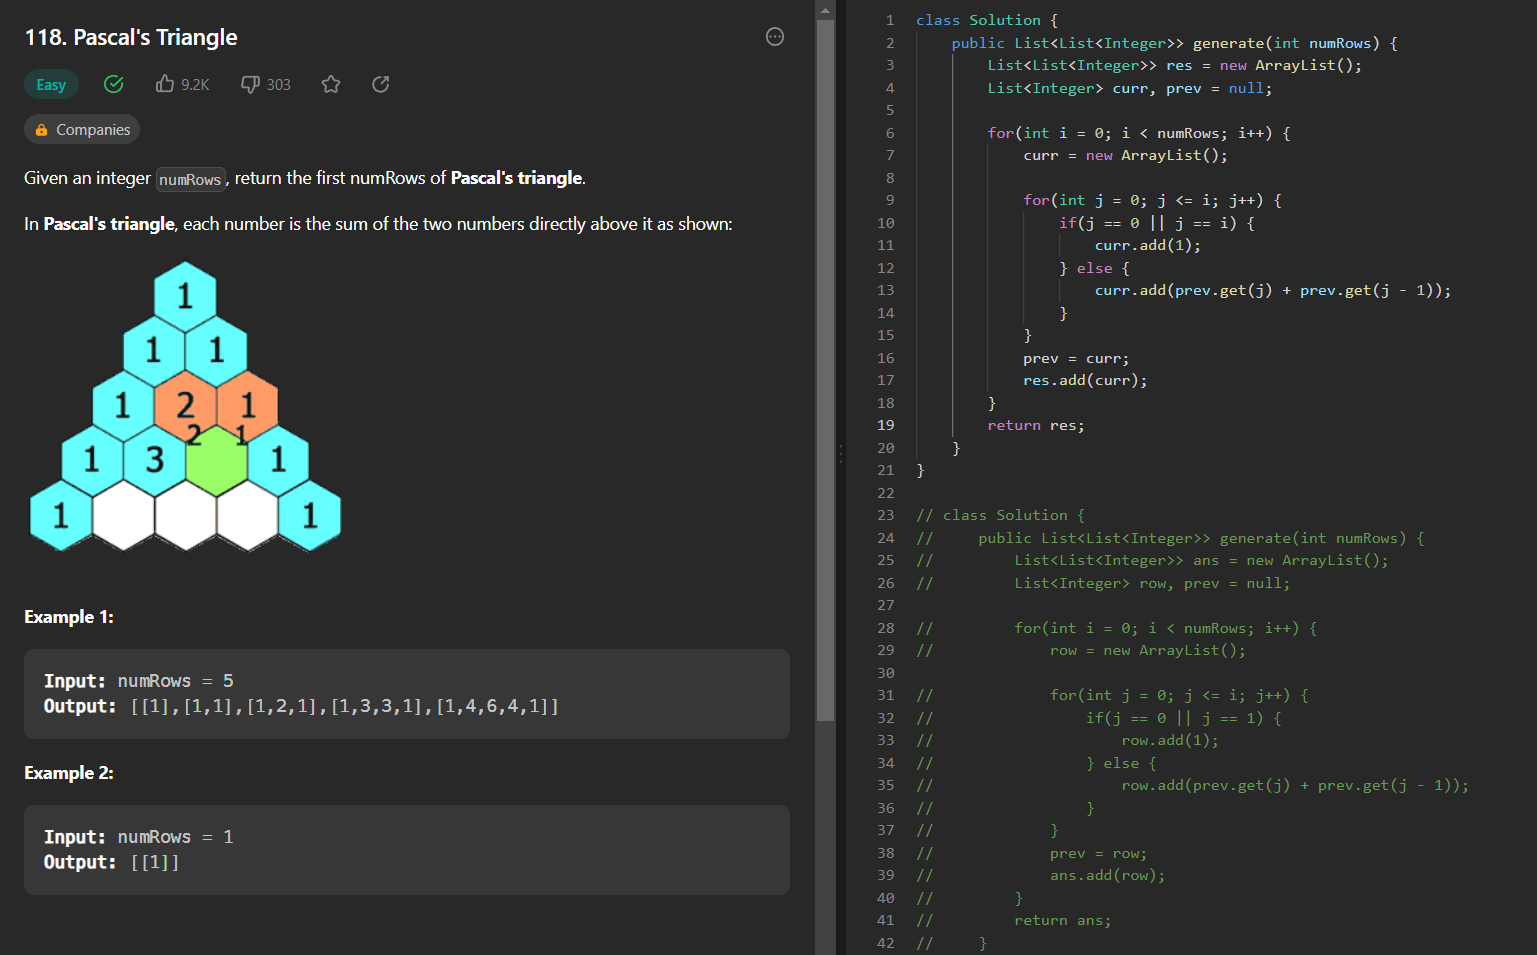 118. Pascal's Triangle
Easy
9.2K
303
Companies
Given an integer numRows, return the first numRows of Pascal's triangle.
In Pascal's triangle, each number is the sum of the two numbers directly above it as shown:
1
1 1
1 2 1
2 1
1 3 1
1 1
Example 1:
Input: numRows = 5
Output: [[1],[1,1],[1,2,1],[1,3,3,1],[1,4,6,4,1]]
Example 2:
Input: numRows = 1
Output: [[1]]
1 class Solution {
2     public List<List<Integer>> generate(int numRows) {
3         List<List<Integer>> res = new ArrayList();
4         List<Integer> curr, prev = null;
5
6         for(int i = 0; i < numRows; i++) {
7             curr = new ArrayList();
8
9             for(int j = 0; j <= i; j++) {
10                 if(j == 0 || j == i) {
11                     curr.add(1);
12                 } else {
13                     curr.add(prev.get(j) + prev.get(j - 1));
14                 }
15             }
16             prev = curr;
17             res.add(curr);
18         }
19         return res;
20     }
21 }
22
23 // class Solution {
24 //     public List<List<Integer>> generate(int numRows) {
25 //         List<List<Integer>> ans = new ArrayList();
26 //         List<Integer> row, prev = null;
27
28 //         for(int i = 0; i < numRows; i++) {
29 //             row = new ArrayList();
30
31 //             for(int j = 0; j <= i; j++) {
32 //                 if(j == 0 || j == 1) {
33 //                     row.add(1);
34 //                 } else {
35 //                     row.add(prev.get(j) + prev.get(j - 1));
36 //                 }
37 //             }
38 //             prev = row;
39 //             ans.add(row);
40 //         }
41 //         return ans;
42 //     }